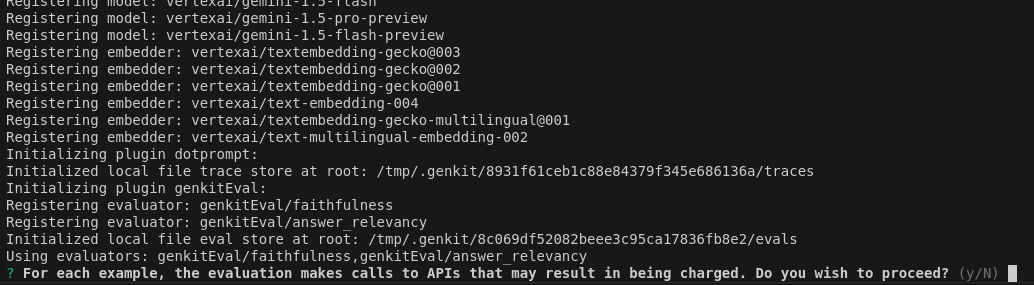 Registering model: vertexai/gemini-1.5-flash
Registering model: vertexai/gemini-1.5-pro-preview
Registering model: vertexai/gemini-1.5-flash-preview
Registering embedder: vertexai/textembedding-gecko@003
Registering embedder: vertexai/textembedding-gecko@002
Registering embedder: vertexai/textembedding-gecko@001
Registering embedder: vertexai/text-embedding-004
Registering embedder: vertexai/textembedding-gecko-multilingual@001
Registering embedder: vertexai/text-multilingual-embedding-002
Initializing plugin dotprompt:
Initialized local file trace store at root: /tmp/.genkit/8931f61ceb1c88e84379f345e686136a/traces
Initializing plugin genkitEval:
Registering evaluator: genkitEval/faithfulness
Registering evaluator: genkitEval/answer_relevancy
Initialized local file eval store at root: /tmp/.genkit/8c069df52082beee3c95ca17836fb8e2/evals
Using evaluators: genkitEval/faithfulness,genkitEval/answer_relevancy
? For each example, the evaluation makes calls to APIs that may result in being charged. Do you wish to proceed? (y/N)